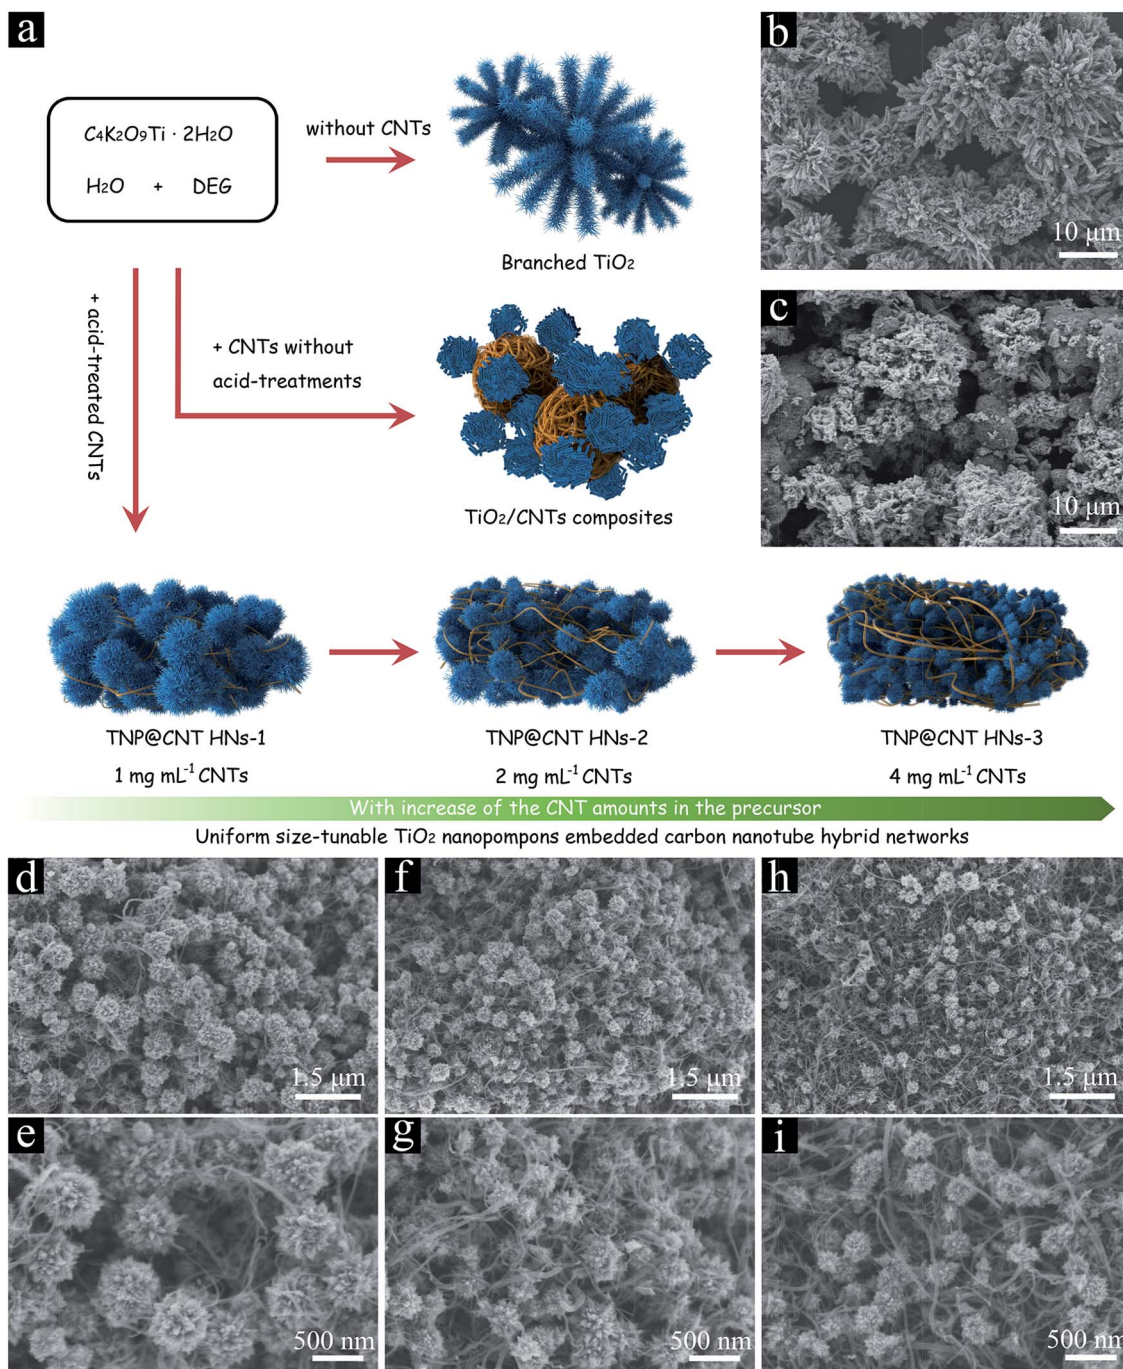 a
C₄K₂O₉Ti · 2H₂O
H₂O + DEG
without CNTs
Branched TiO₂
+ acid-treated CNTs
+ CNTs without
acid-treatments
TiO₂/CNTs composites
b
10 μm
c
10 μm
TNP@CNT HNs-1
1 mg mL⁻¹ CNTs
TNP@CNT HNs-2
2 mg mL⁻¹ CNTs
TNP@CNT HNs-3
4 mg mL⁻¹ CNTs
With increase of the CNT amounts in the precursor
Uniform size-tunable TiO₂ nanopompons embedded carbon nanotube hybrid networks
d
1.5 μm
f
1.5 μm
h
1.5 μm
e
500 nm
g
500 nm
i
500 nm